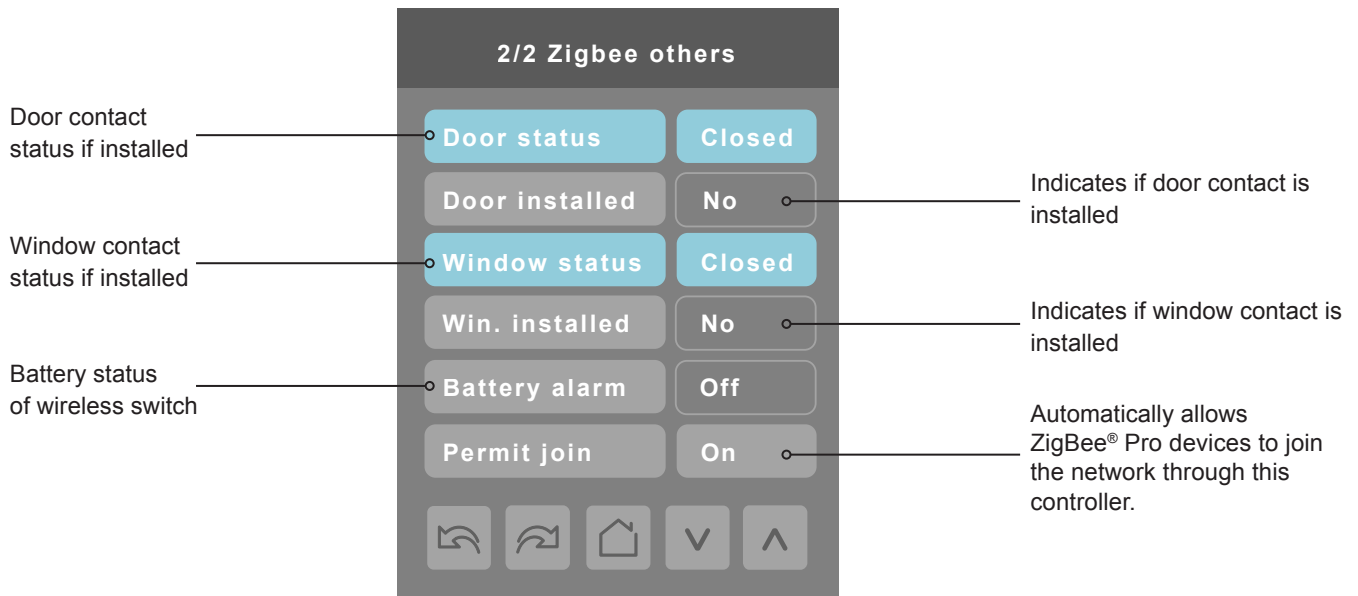 2/2 Zigbee others
Door contact
status if installed
Door status Closed
Door installed No
Indicates if door contact is
installed
Window contact
status if installed
Window status Closed
Win. installed No
Indicates if window contact is
installed
Battery status
of wireless switch
Battery alarm Off
Permit join On
Automatically allows
ZigBee® Pro devices to join
the network through this
controller.